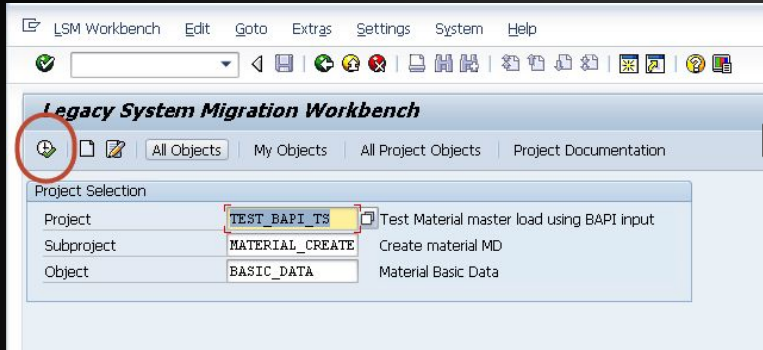 LSM Workbench Edit Goto Extras Settings System Help
Legacy System Migration Workbench
All Objects My Objects All Project Objects Project Documentation
Project Selection
Project TEST_BAPI_TS Test Material master load using BAPI input
Subproject MATERIAL_CREATE Create material MD
Object BASIC_DATA Material Basic Data